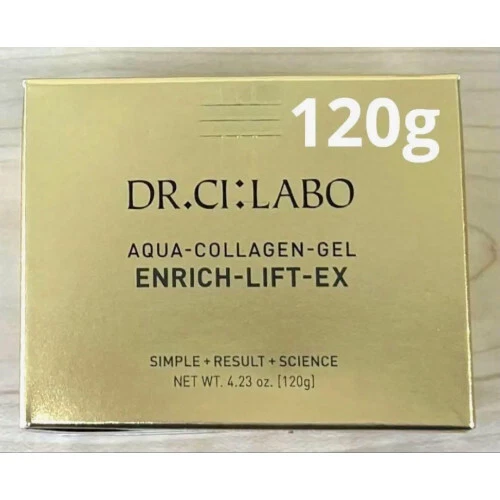 120g
DR.CI:LABO
AQUA-COLLAGEN-GEL
ENRICH-LIFT-EX
SIMPLE+RESULT+SCIENCE
NET WT. 4.23 oz. [120g]